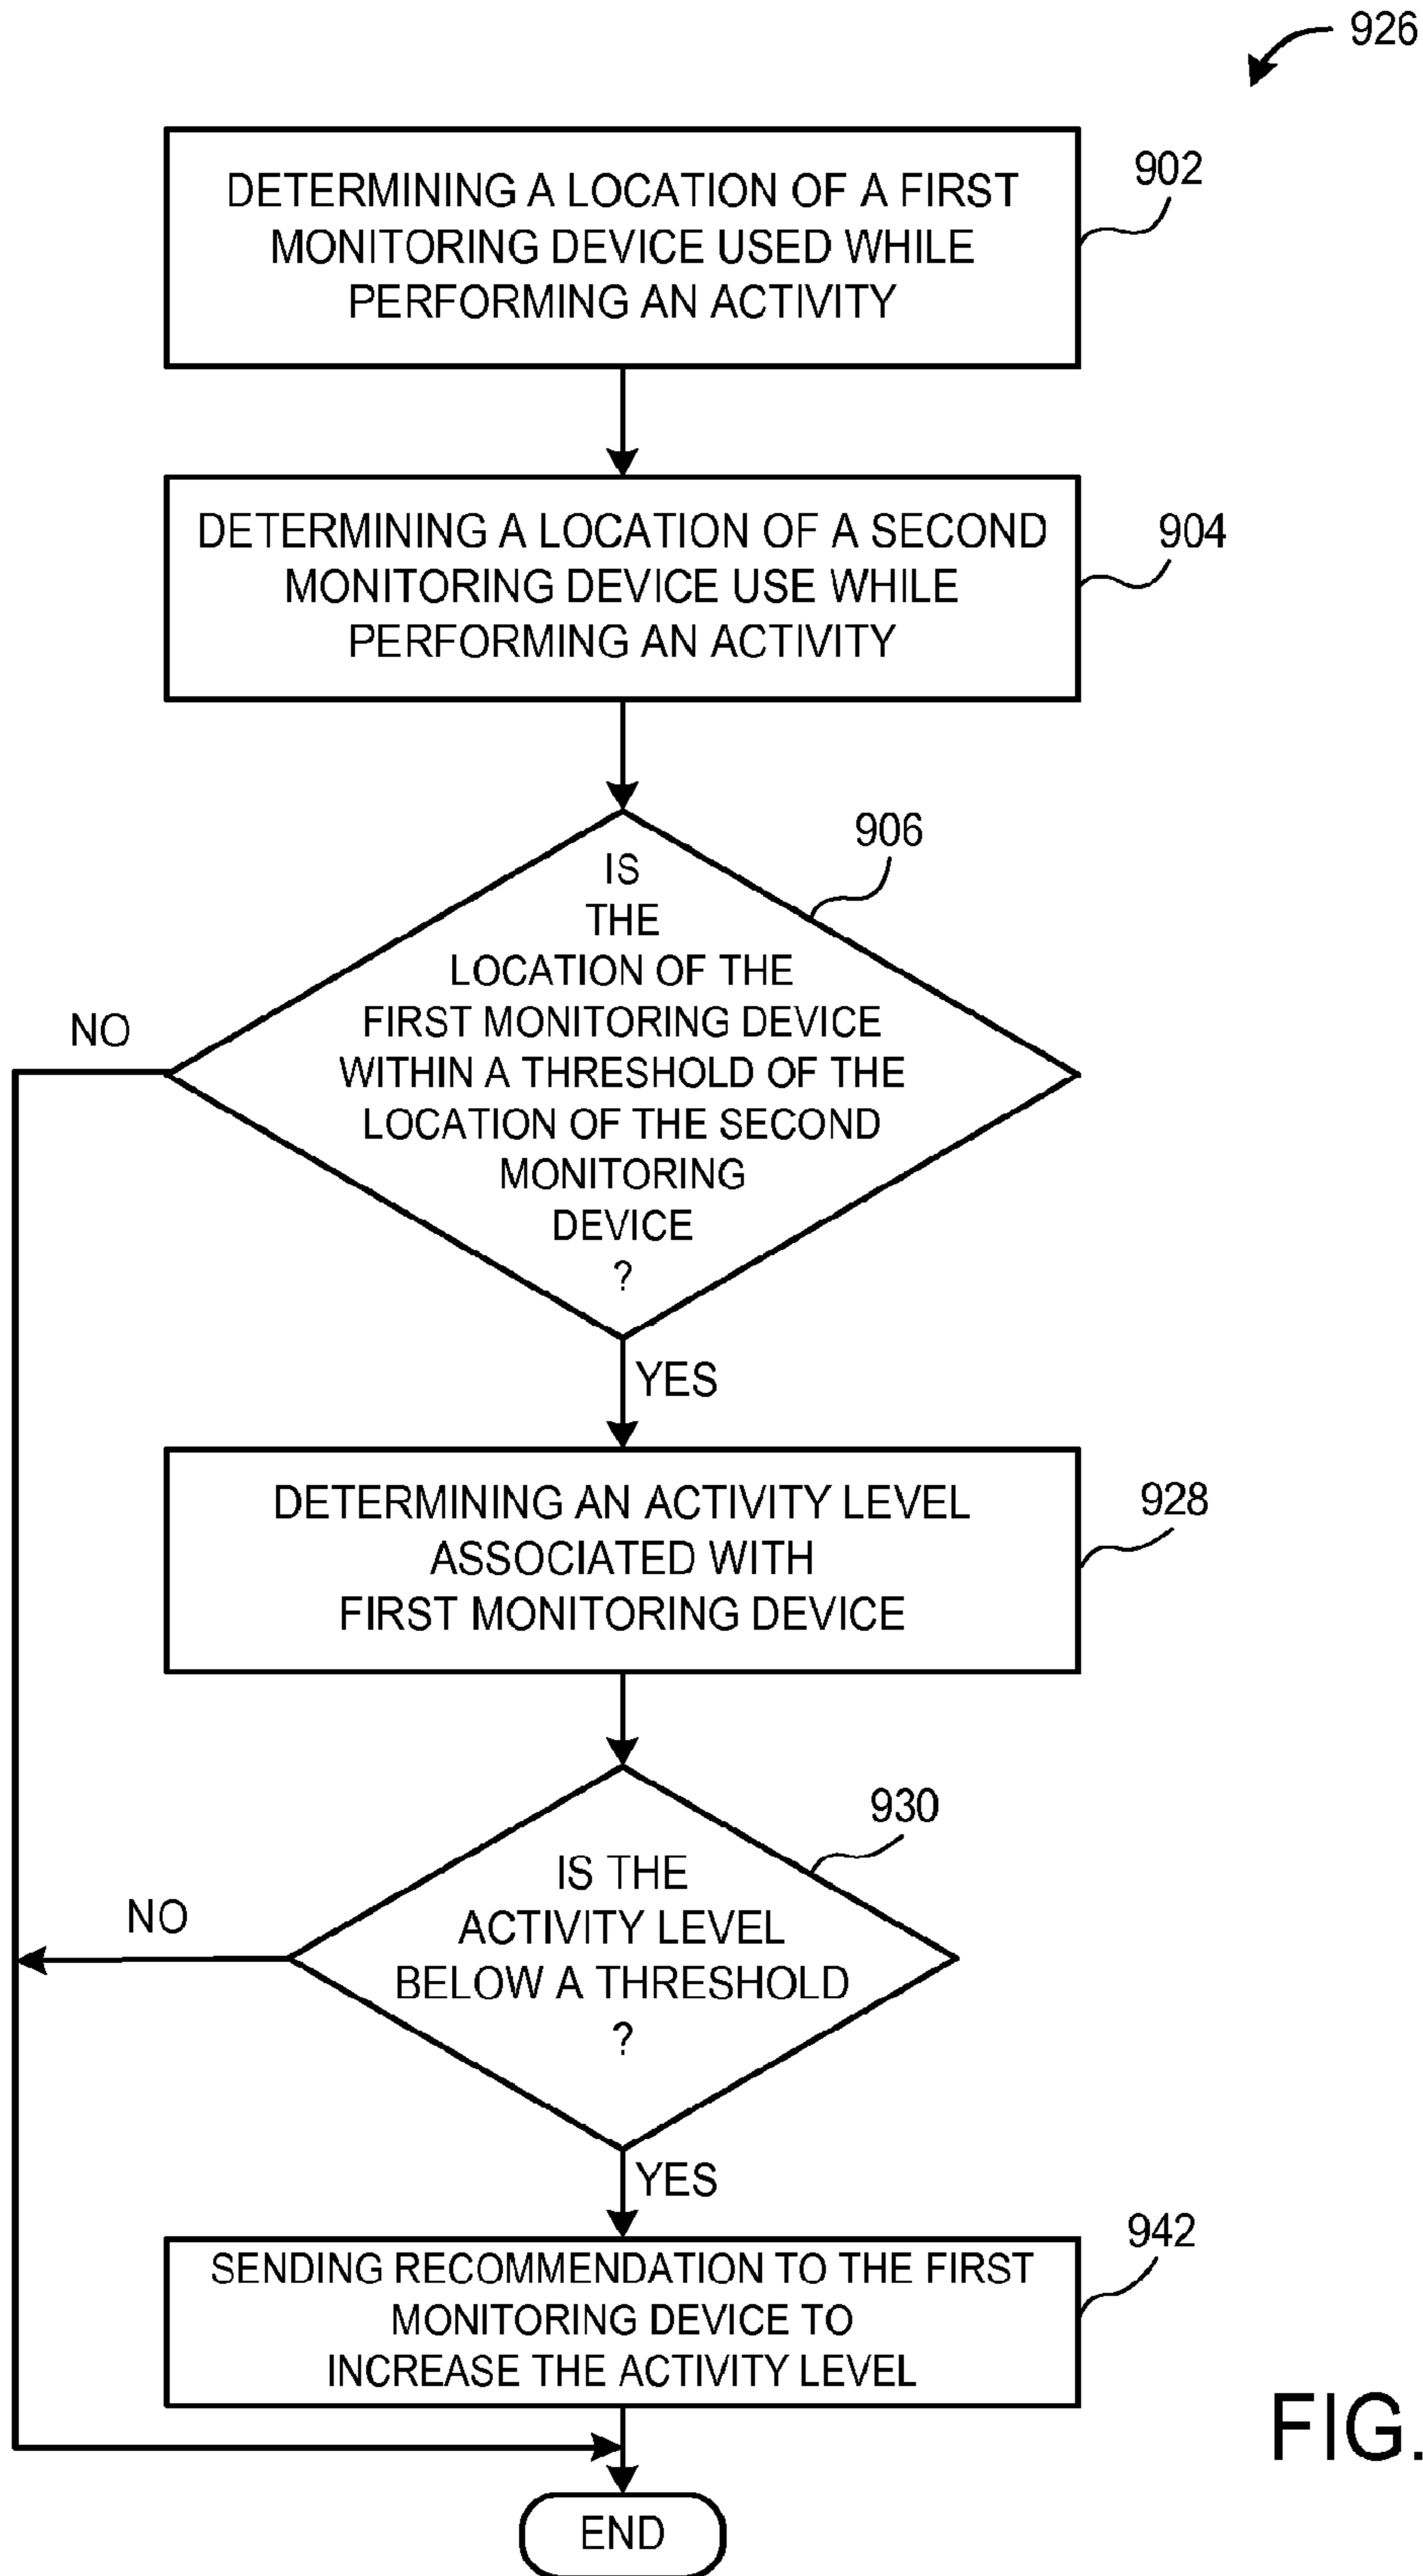 926
902
DETERMINING A LOCATION OF A FIRST
MONITORING DEVICE USED WHILE
PERFORMING AN ACTIVITY
904
DETERMINING A LOCATION OF A SECOND
MONITORING DEVICE USE WHILE
PERFORMING AN ACTIVITY
906
IS
THE
LOCATION OF THE
FIRST MONITORING DEVICE
WITHIN A THRESHOLD OF THE
LOCATION OF THE SECOND
MONITORING
DEVICE
?
NO
YES
928
DETERMINING AN ACTIVITY LEVEL
ASSOCIATED WITH
FIRST MONITORING DEVICE
930
IS THE
ACTIVITY LEVEL
BELOW A THRESHOLD
?
NO
YES
942
SENDING RECOMMENDATION TO THE FIRST
MONITORING DEVICE TO
INCREASE THE ACTIVITY LEVEL
FIG.
END